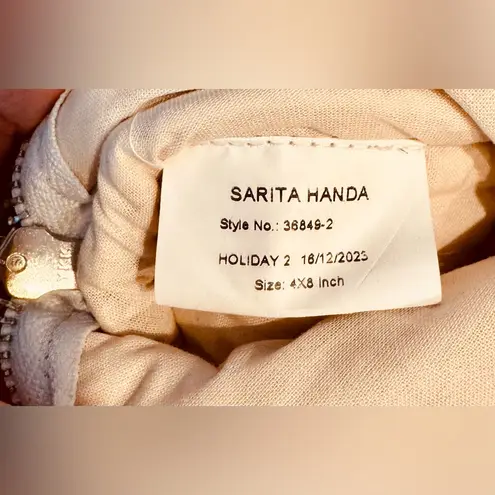 SARITA HANDA
Style No.: 36849-2
HOLIDAY 2 16/12/2023
Size: 4X8 Inch